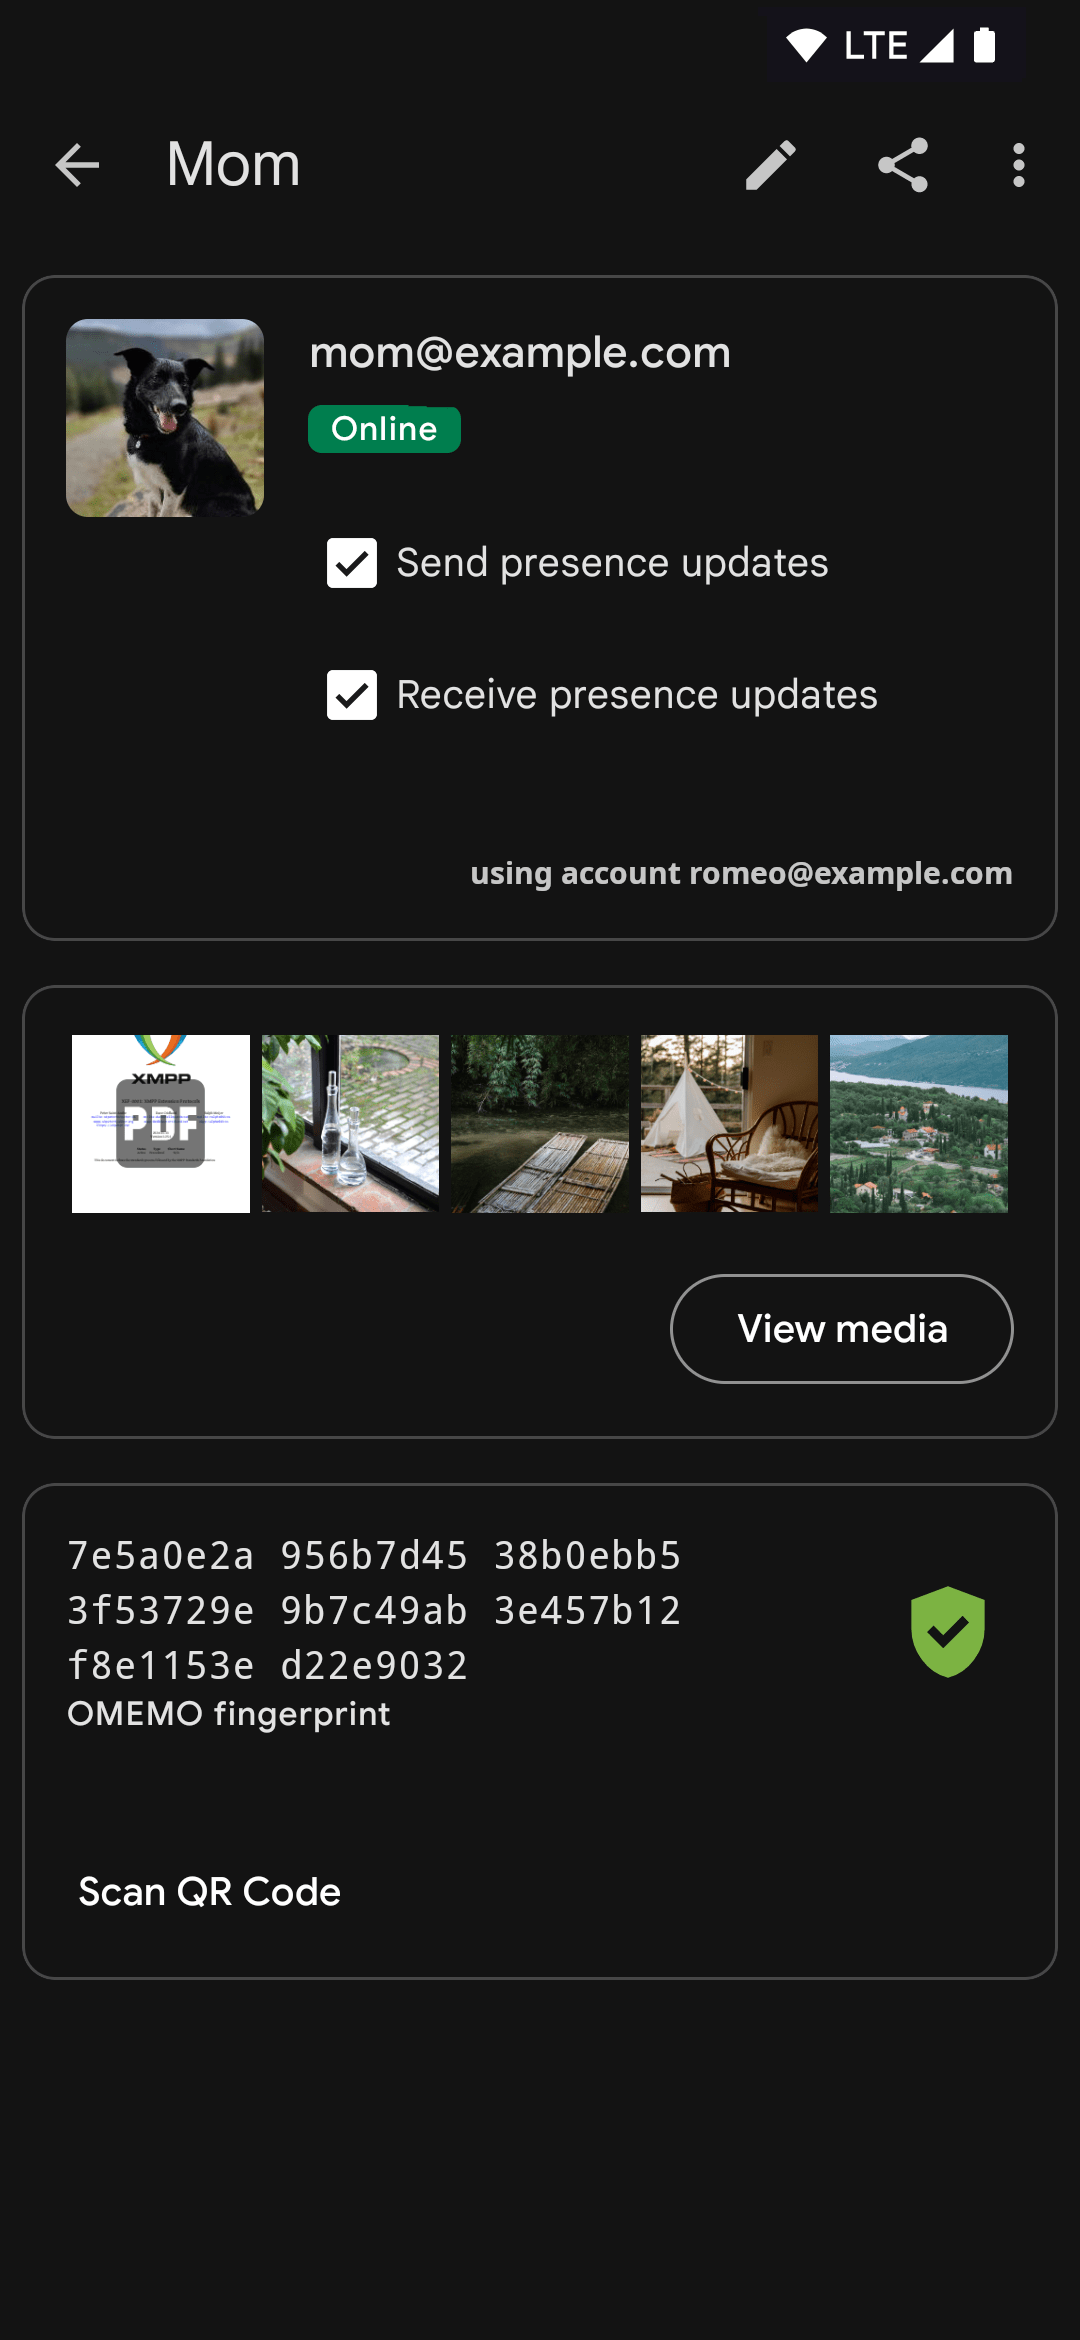 LTE
Mom
mom@example.com
Online
Send presence updates
Receive presence updates
using account romeo@example.com
XMPP
PDF
View media
7e5a0e2a 956b7d45 38b0ebb5
3f53729e 9b7c49ab 3e457b12
f8e1153e d22e9032
OMEMO fingerprint
Scan QR Code